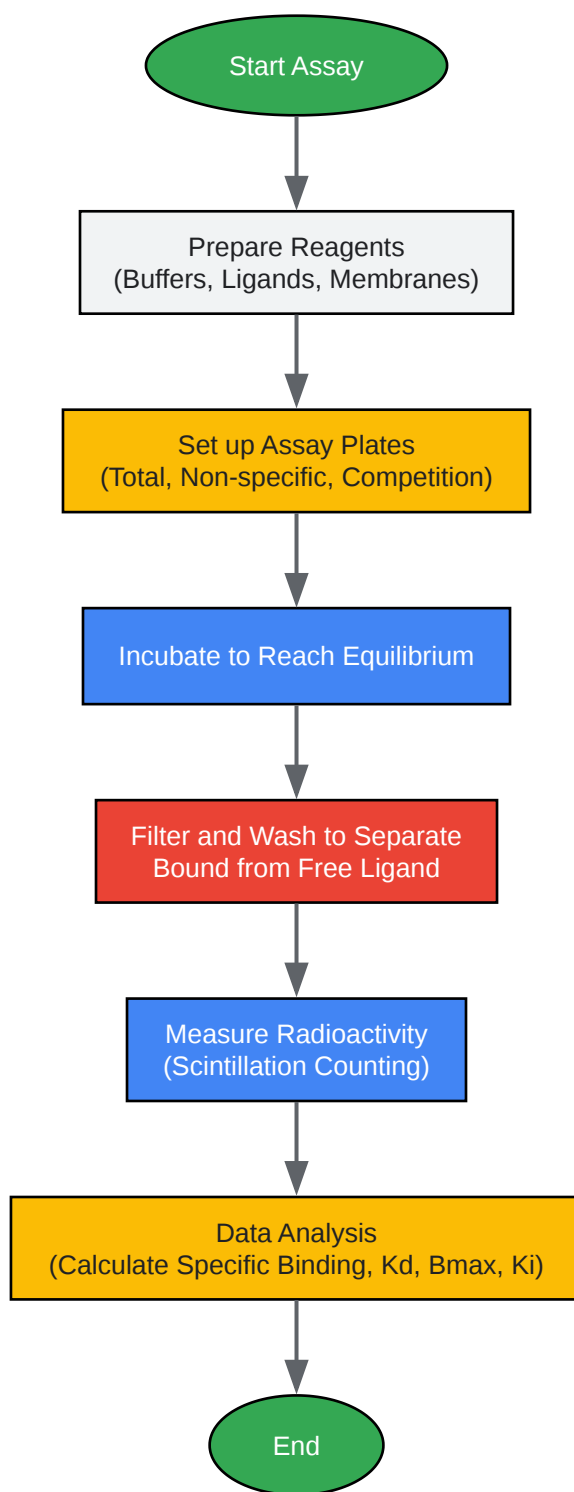 Start Assay
Prepare Reagents
(Buffers, Ligands, Membranes)
Set up Assay Plates
(Total, Non-specific, Competition)
Incubate to Reach Equilibrium
Filter and Wash to Separate
Bound from Free Ligand
Measure Radioactivity
(Scintillation Counting)
Data Analysis
(Calculate Specific Binding, Kd, Bmax, Ki)
End